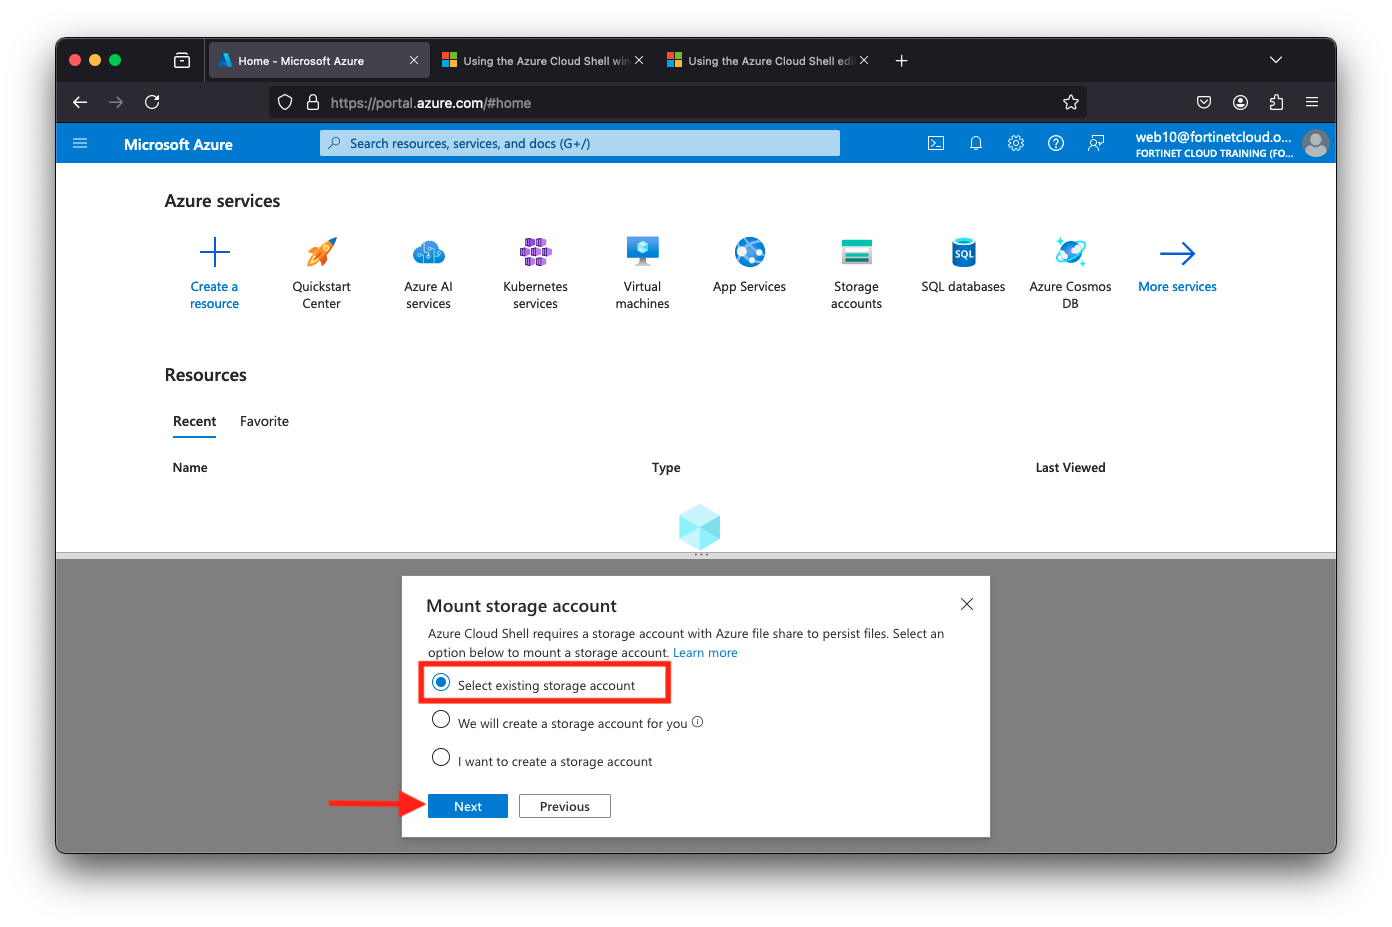 Home - Microsoft Azure
Using the Azure Cloud Shell win
Using the Azure Cloud Shell edi
https://portal.azure.com/#home
Microsoft Azure
Search resources, services, and docs (G+/)
web10@fortinetcloud.o...
FORTINET CLOUD TRAINING (FO...
Azure services
Create a
resource
Quickstart
Center
Azure AI
services
Kubernetes
services
Virtual
machines
App Services
Storage
accounts
SQL
SQL databases
Azure Cosmos
DB
More services
Resources
Recent
Favorite
Name
Type
Last Viewed
Mount storage account
Azure Cloud Shell requires a storage account with Azure file share to persist files. Select an
option below to mount a storage account. Learn more
Select existing storage account
We will create a storage account for you
I want to create a storage account
Next
Previous